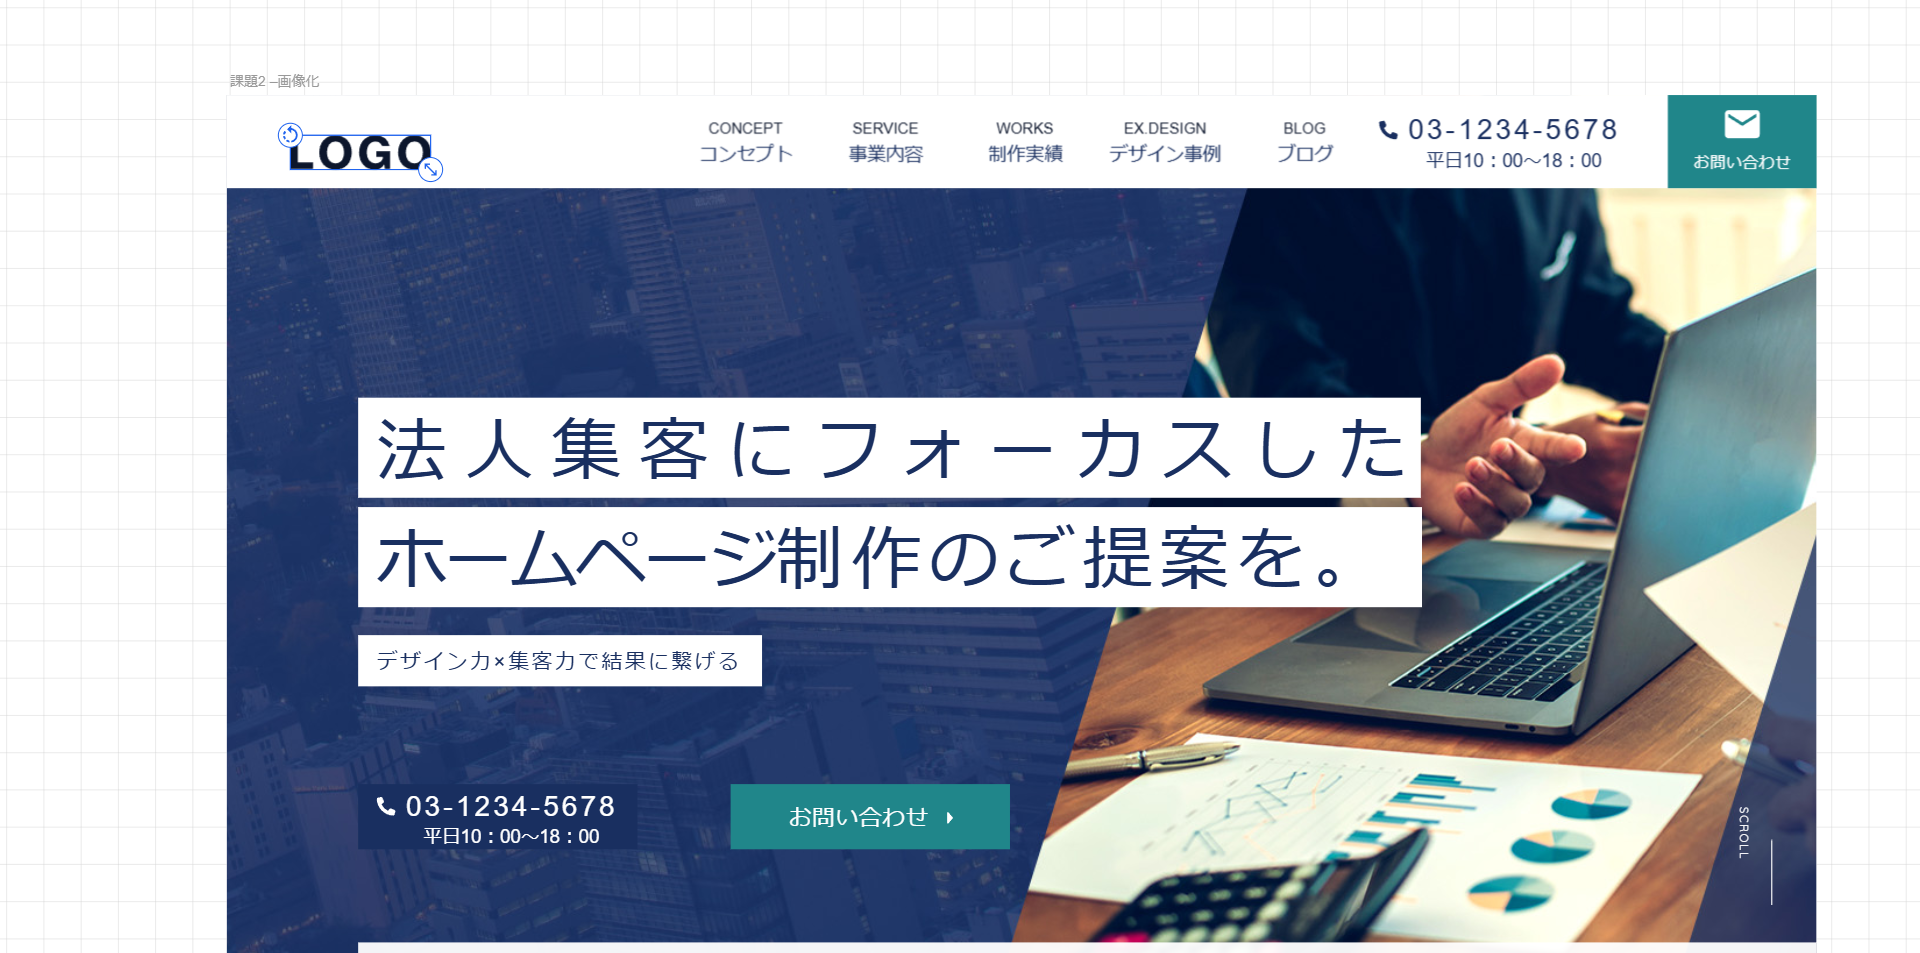 課題2 –画像化
LOGO
CONCEPT
コンセプト
SERVICE
事業内容
WORKS
制作実績
EX.DESIGN
デザイン事例
BLOG
ブログ
03-1234-5678
平日10：00～18：00
お問い合わせ
法人集客にフォーカスした
ホームページ制作のご提案を。
デザイン力×集客力で結果に繋げる
03-1234-5678
平日10：00～18：00
お問い合わせ
SCROLL